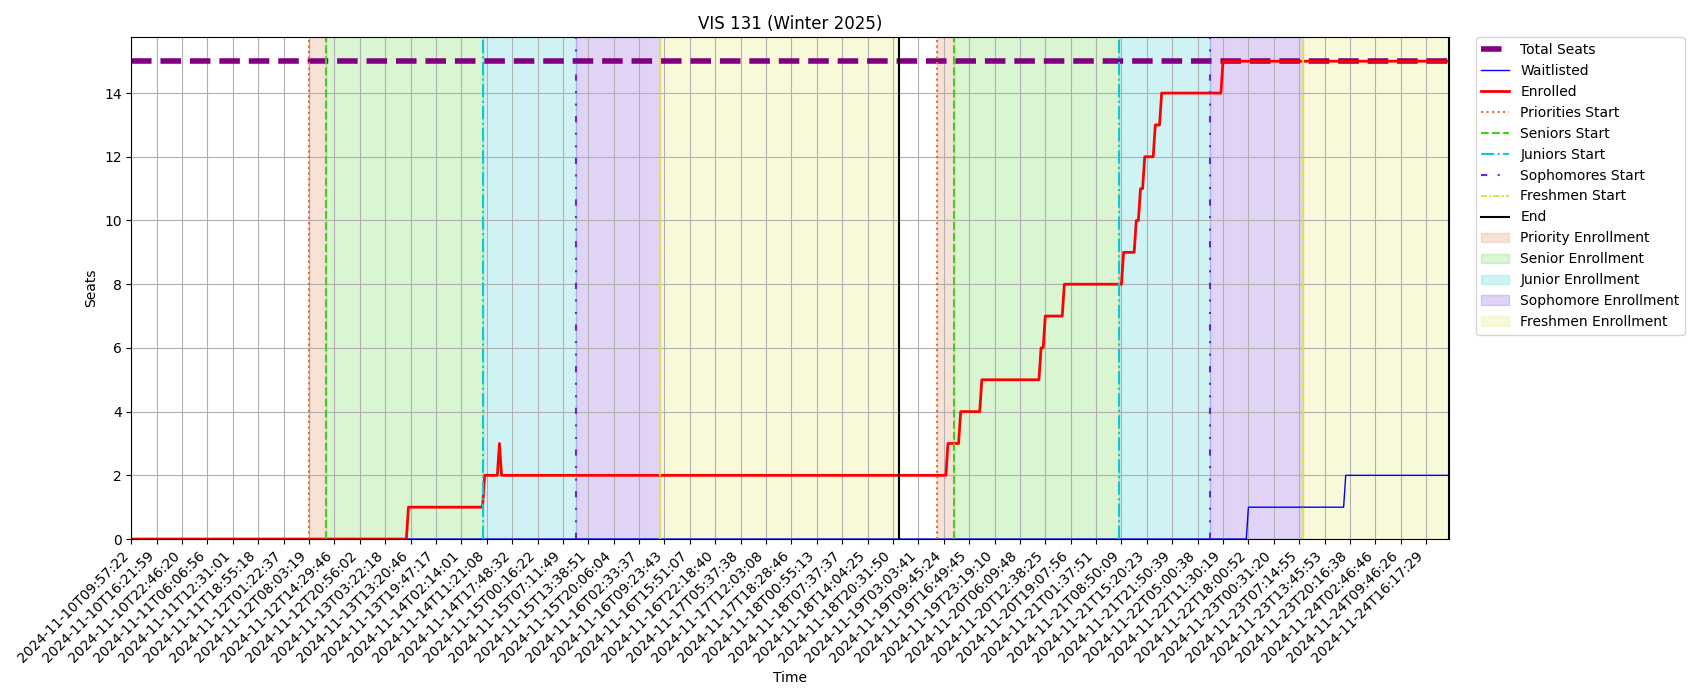 VIS 131 (Winter 2025)
Seats
14
12
10
8
6
4
2
0
2024-11-10T09:57:22
2024-11-10T16:21:59
2024-11-10T22:46:20
2024-11-11T06:06:56
2024-11-11T12:31:01
2024-11-11T18:55:18
2024-11-12T01:22:37
2024-11-12T08:03:19
2024-11-12T14:29:46
2024-11-12T20:56:02
2024-11-13T03:22:18
2024-11-13T13:20:46
2024-11-13T19:47:17
2024-11-14T02:14:01
2024-11-14T11:21:08
2024-11-14T17:48:32
2024-11-15T00:16:22
2024-11-15T07:11:49
2024-11-15T13:38:51
2024-11-15T20:06:04
2024-11-16T02:33:37
2024-11-16T09:23:43
2024-11-16T15:51:07
2024-11-16T22:18:40
2024-11-17T05:37:38
2024-11-17T12:03:08
2024-11-17T18:28:46
2024-11-18T00:55:13
2024-11-18T07:37:37
2024-11-18T14:04:25
2024-11-18T20:31:50
2024-11-19T03:03:41
2024-11-19T09:45:24
2024-11-19T16:49:45
2024-11-19T23:19:10
2024-11-20T06:09:48
2024-11-20T12:38:25
2024-11-20T19:07:56
2024-11-21T01:37:51
2024-11-21T08:50:09
2024-11-21T15:20:23
2024-11-21T21:50:39
2024-11-22T05:00:38
2024-11-22T11:30:19
2024-11-22T18:00:52
2024-11-23T00:31:20
2024-11-23T07:14:55
2024-11-23T13:45:53
2024-11-23T20:16:38
2024-11-24T02:46:46
2024-11-24T09:46:26
2024-11-24T16:17:29
Time
Total Seats
Waitlisted
Enrolled
Priorities Start
Seniors Start
Juniors Start
Sophomores Start
Freshmen Start
End
Priority Enrollment
Senior Enrollment
Junior Enrollment
Sophomore Enrollment
Freshmen Enrollment